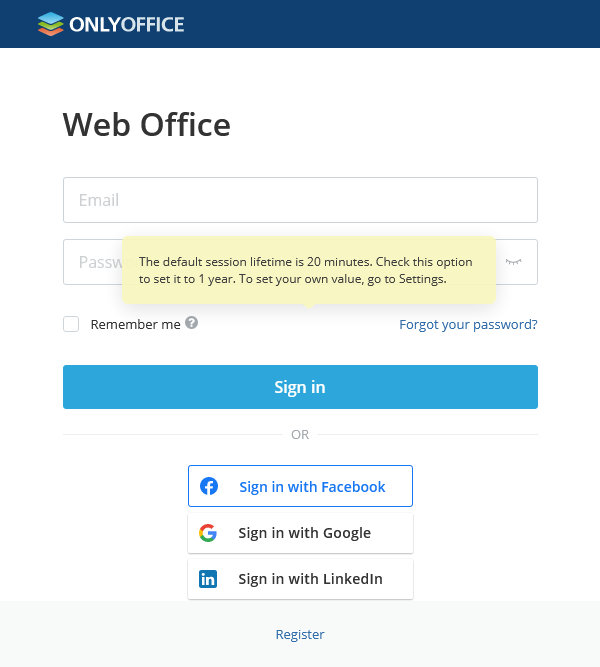 ONLYOFFICE
Web Office
Email
The default session lifetime is 20 minutes. Check this option
to set it to 1 year. To set your own value, go to Settings.
Remember me ?
Forgot your password?
Sign in
OR
Sign in with Facebook
Sign in with Google
Sign in with LinkedIn
Register